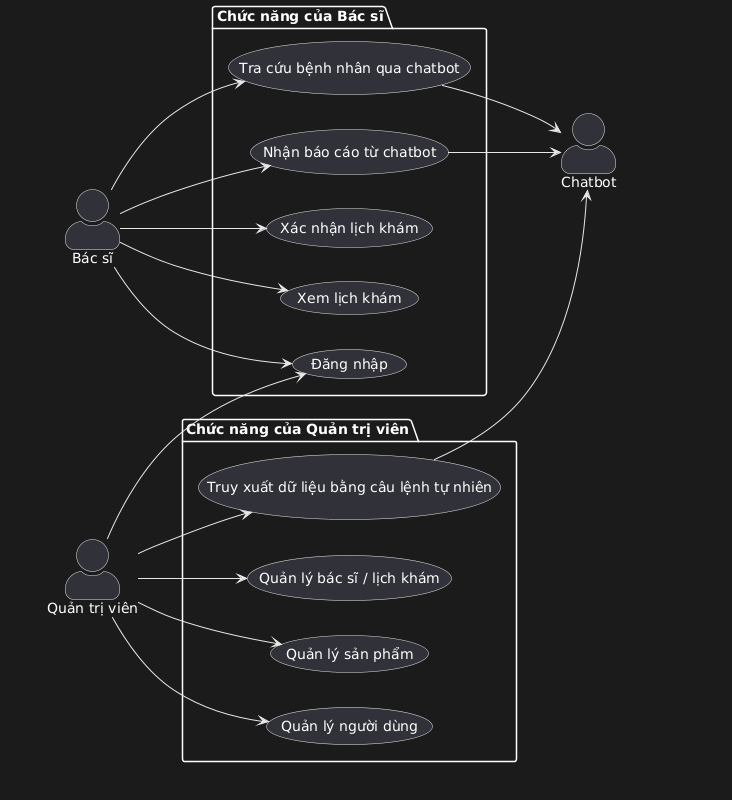 Chức năng của Bác sĩ
Tra cứu bệnh nhân qua chatbot
Nhận báo cáo từ chatbot
Chatbot
Xác nhận lịch khám
Bác sĩ
Xem lịch khám
Đăng nhập
Chức năng của Quản trị viên
Truy xuất dữ liệu bằng câu lệnh tự nhiên
Quản lý bác sĩ / lịch khám
Quản trị viên
Quản lý sản phẩm
Quản lý người dùng